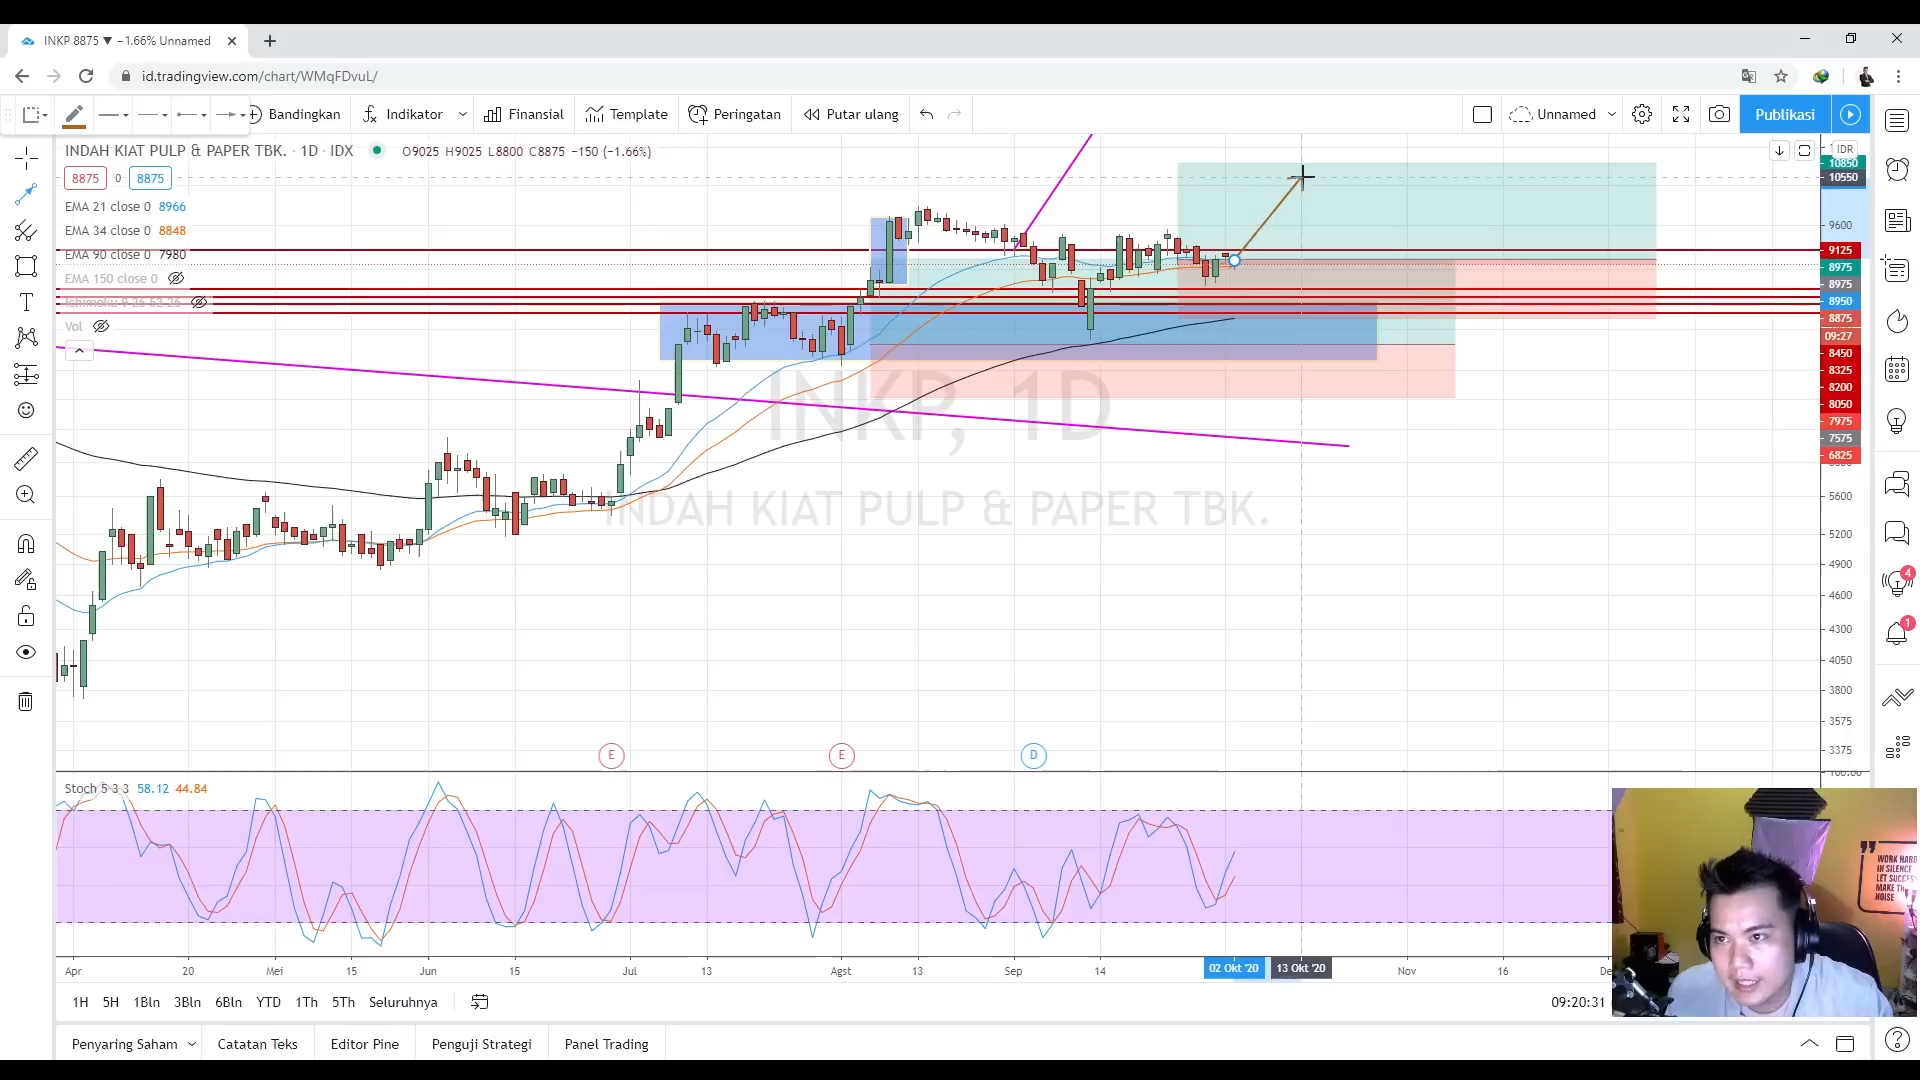 INKP 8875 ▼ −1.66% Unnamed
id.tradingview.com/chart/WMqFDvuL/
Bandingkan
Indikator
Finansial
Template
Peringatan
Putar ulang
Unnamed
Publikasi
INDAH KIAT PULP & PAPER TBK. · 1D · IDX
O9025 H9025 L8800 C8875 −150 (−1.66%)
IDR
8875 0 8875
EMA 21 close 0 8966
EMA 34 close 0 8848
EMA 90 close 0 7980
EMA 150 close 0
Ichimoku 9 26 52 26
Vol
10850
10550
9600
9125
8975
8975
8950
8875
09:27
8450
8325
8200
8050
7975
7575
6825
5600
5200
4900
4600
4300
4050
3800
3575
3375
INKP, 1D
INDAH KIAT PULP & PAPER TBK.
E
E
D
4
1
Stoch 5 3 3 58.12 44.84
Apr
20
Mei
15
Jun
15
Jul
13
Agst
13
Sep
14
02 Okt '20
13 Okt '20
Nov
16
1H 5H 1Bln 3Bln 6Bln YTD 1Th 5Th Seluruhnya
09:20:31
Penyaring Saham
Catatan Teks
Editor Pine
Penguji Strategi
Panel Trading
WORK HARD
IN SILENCE